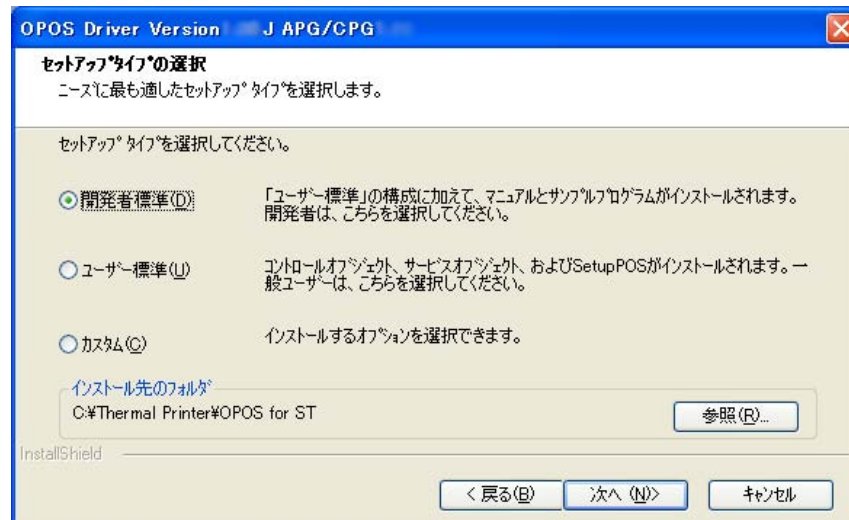 OPOS Driver Version J APG/CPG
セットアップタイプの選択
ニーズに最も適したセットアップ タイプを選択します。
セットアップ タイプを選択してください。
開発者標準(D)
「ユーザー標準」の構成に加えて、マニュアルとサンプルプログラムがインストールされます。
開発者は、こちらを選択してください。
ユーザー標準(U)
コントロールオブジェクト、サービスオブジェクト、およびSetupPOSがインストールされます。一
般ユーザーは、こちらを選択してください。
カスタム(C)
インストールするオプションを選択できます。
インストール先のフォルダ
C:¥Thermal Printer¥OPOS for ST
参照(R)...
InstallShield
< 戻る(B)
次へ (N)>
キャンセル